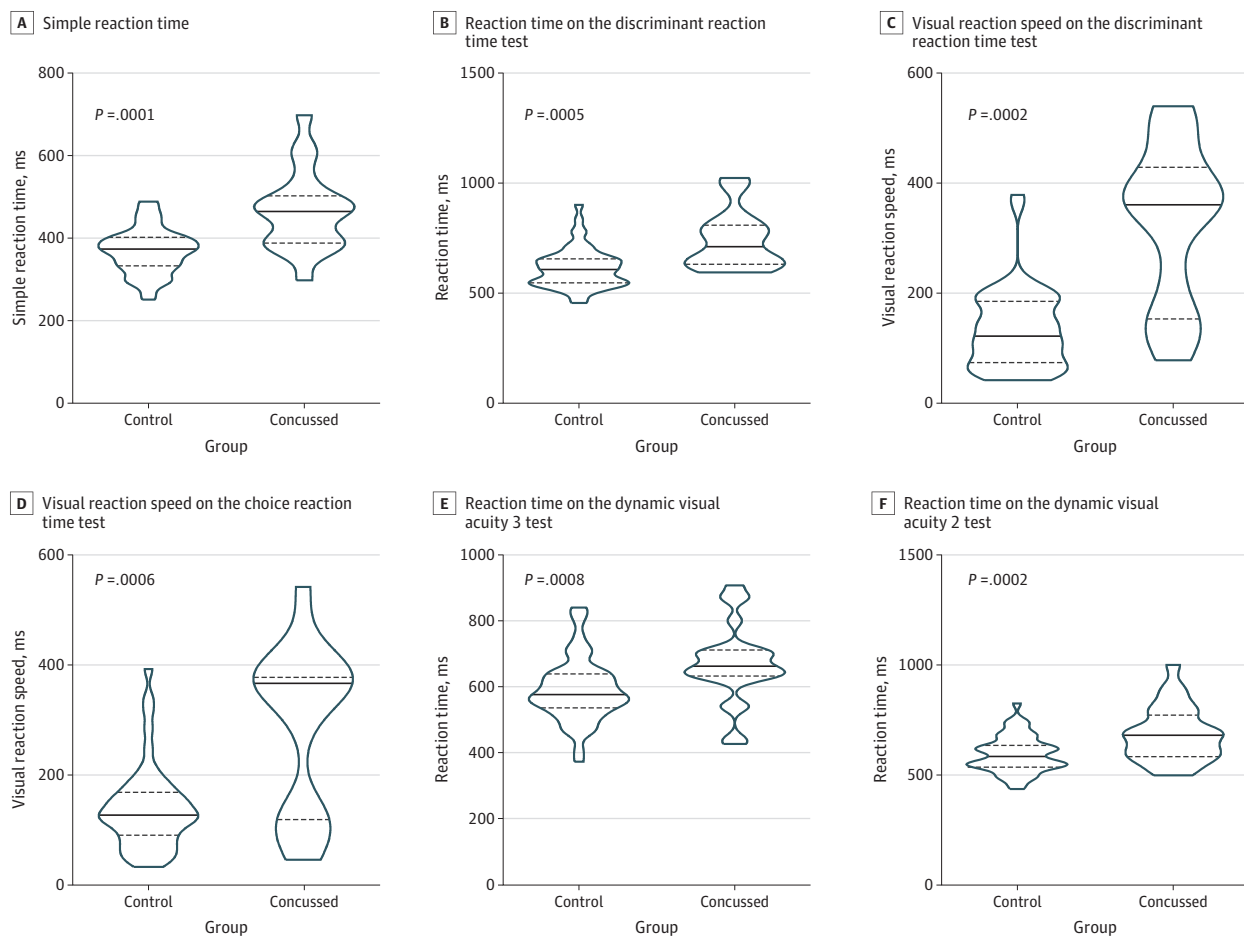 A Simple reaction time
Simple reaction time, ms
800
600
400
200
0
P =.0001
Control Concussed
Group
B Reaction time on the discriminant reaction
time test
Reaction time, ms
1500
1000
500
0
P =.0005
Control Concussed
Group
C Visual reaction speed on the discriminant
reaction time test
Visual reaction speed, ms
600
400
200
0
P =.0002
Control Concussed
Group
D Visual reaction speed on the choice reaction
time test
Visual reaction speed, ms
600
400
200
0
P =.0006
Control Concussed
Group
E Reaction time on the dynamic visual
acuity 3 test
Reaction time, ms
1000
800
600
400
200
0
P =.0008
Control Concussed
Group
F Reaction time on the dynamic visual
acuity 2 test
Reaction time, ms
1500
1000
500
0
P =.0002
Control Concussed
Group